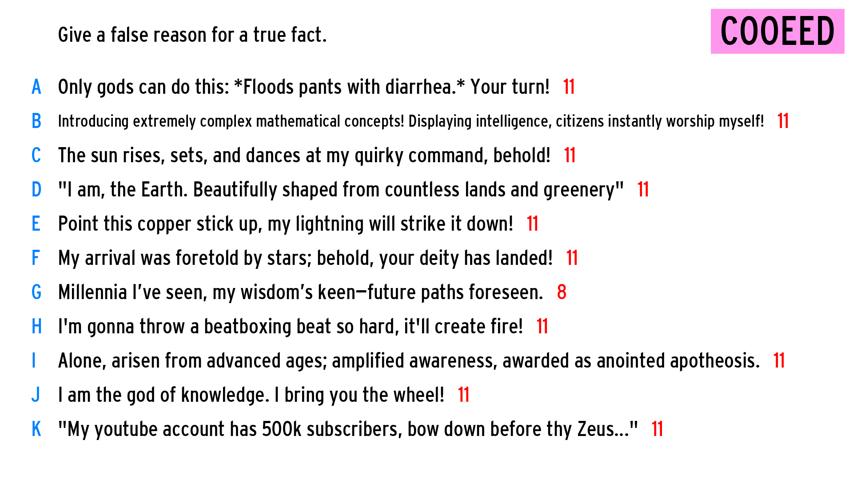 Give a false reason for a true fact.
COOEED
A Only gods can do this: *Floods pants with diarrhea.* Your turn! 11
B Introducing extremely complex mathematical concepts! Displaying intelligence, citizens instantly worship myself! 11
C The sun rises, sets, and dances at my quirky command, behold! 11
D "I am, the Earth. Beautifully shaped from countless lands and greenery" 11
E Point this copper stick up, my lightning will strike it down! 11
F My arrival was foretold by stars; behold, your deity has landed! 11
G Millennia I've seen, my wisdom's keen—future paths foreseen. 8
H I'm gonna throw a beatboxing beat so hard, it'll create fire! 11
I Alone, arisen from advanced ages; amplified awareness, awarded as anointed apotheosis. 11
J I am the god of knowledge. I bring you the wheel! 11
K "My youtube account has 500k subscribers, bow down before thy Zeus..." 11